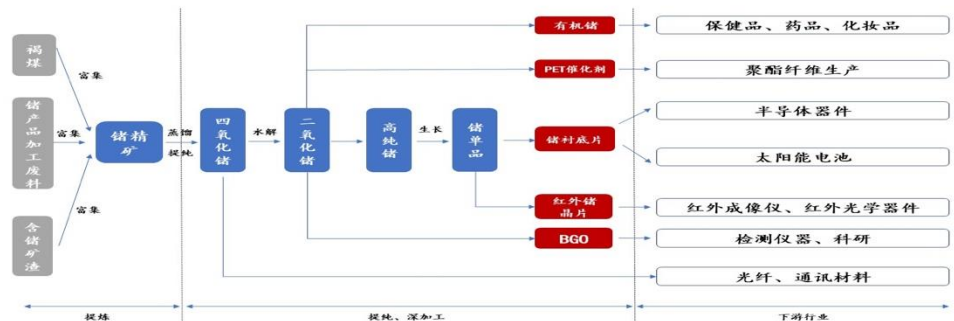 褐煤
富集
锗产品加工废料
富集
含锗矿渣
富集
锗精
矿
蒸馏
提纯
四氧化锗
水解
二氧化锗
高纯锗
生长
锗单品
有机锗
PET催化剂
锗衬底片
红外锗
晶片
BGO
保健品、药品、化妆品
聚酯纤维生产
半导体器件
太阳能电池
红外成像仪、红外光学器件
检测仪器、科研
光纤、通讯材料
提炼
提纯、深加工
下游行业